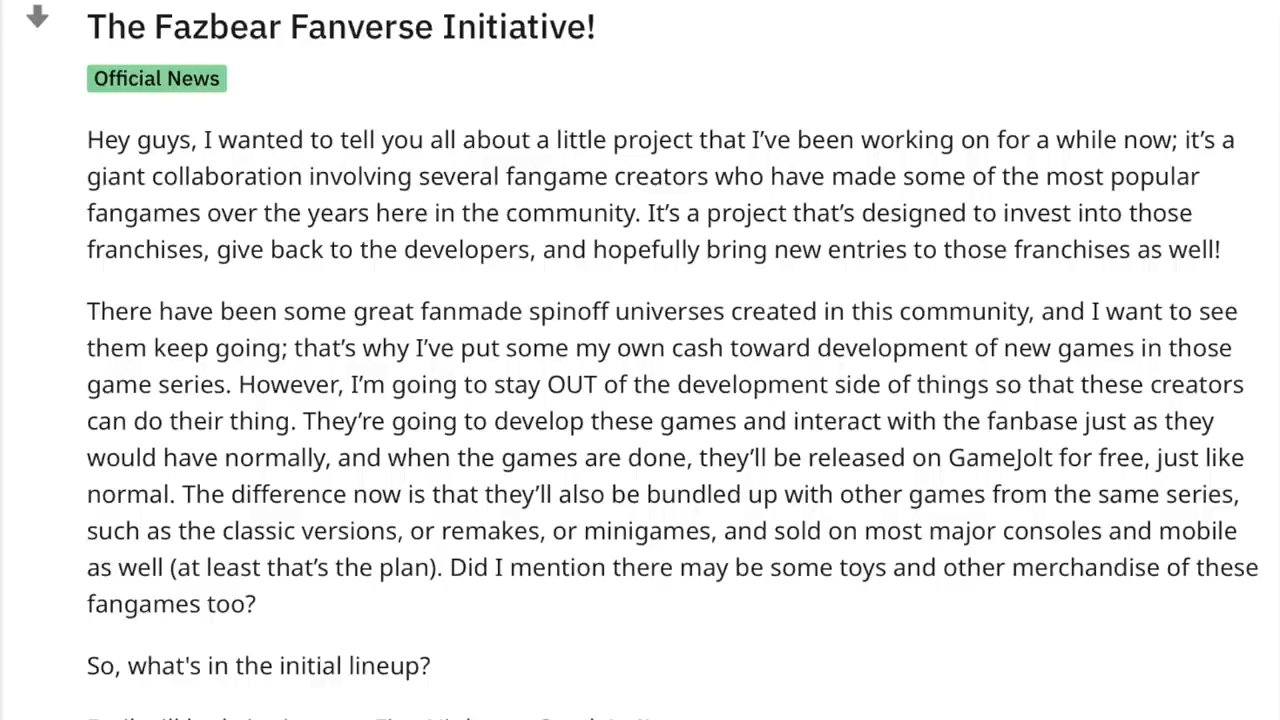 The Fazbear Fanverse Initiative!
Official News
Hey guys, I wanted to tell you all about a little project that I’ve been working on for a while now; it’s a
giant collaboration involving several fangame creators who have made some of the most popular
fangames over the years here in the community. It’s a project that’s designed to invest into those
franchises, give back to the developers, and hopefully bring new entries to those franchises as well!
There have been some great fanmade spinoff universes created in this community, and I want to see
them keep going; that’s why I’ve put some my own cash toward development of new games in those
game series. However, I’m going to stay OUT of the development side of things so that these creators
can do their thing. They’re going to develop these games and interact with the fanbase just as they
would have normally, and when the games are done, they’ll be released on GameJolt for free, just like
normal. The difference now is that they’ll also be bundled up with other games from the same series,
such as the classic versions, or remakes, or minigames, and sold on most major consoles and mobile
as well (at least that’s the plan). Did I mention there may be some toys and other merchandise of these
fangames too?
So, what's in the initial lineup?